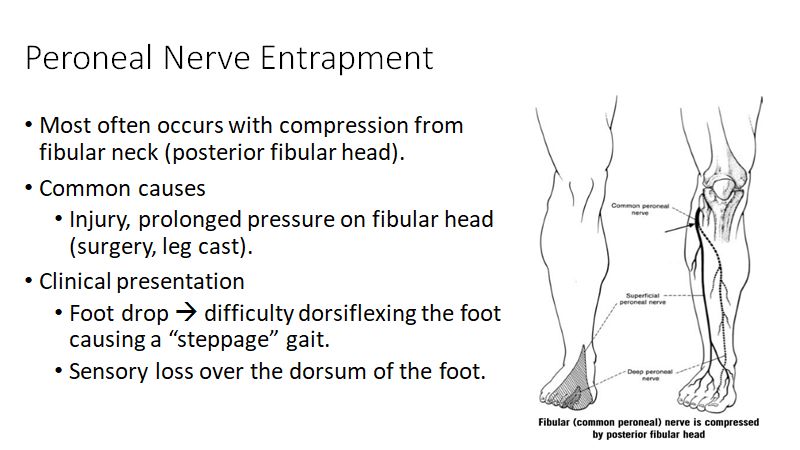 Peroneal Nerve Entrapment
• Most often occurs with compression from
fibular neck (posterior fibular head).
• Common causes
• Injury, prolonged pressure on fibular head
(surgery, leg cast).
• Clinical presentation
• Foot drop → difficulty dorsiflexing the foot
causing a “steppage” gait.
• Sensory loss over the dorsum of the foot.
Common peroneal
nerve
Superficial
peroneal nerve
Deep peroneal
nerve
Fibular (common peroneal) nerve is compressed
by posterior fibular head